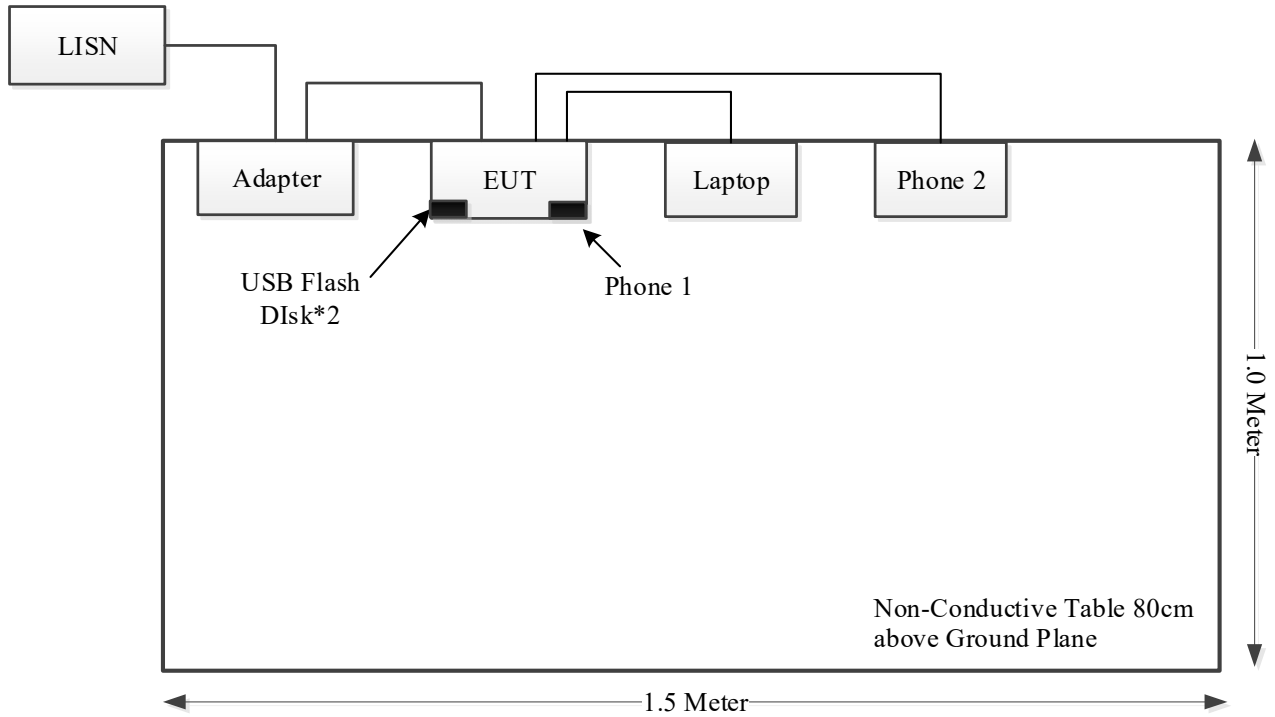 LISN
Adapter
EUT
Laptop
Phone 2
USB Flash
DIsk*2
Phone 1
1.0 Meter
Non-Conductive Table 80cm
above Ground Plane
1.5 Meter